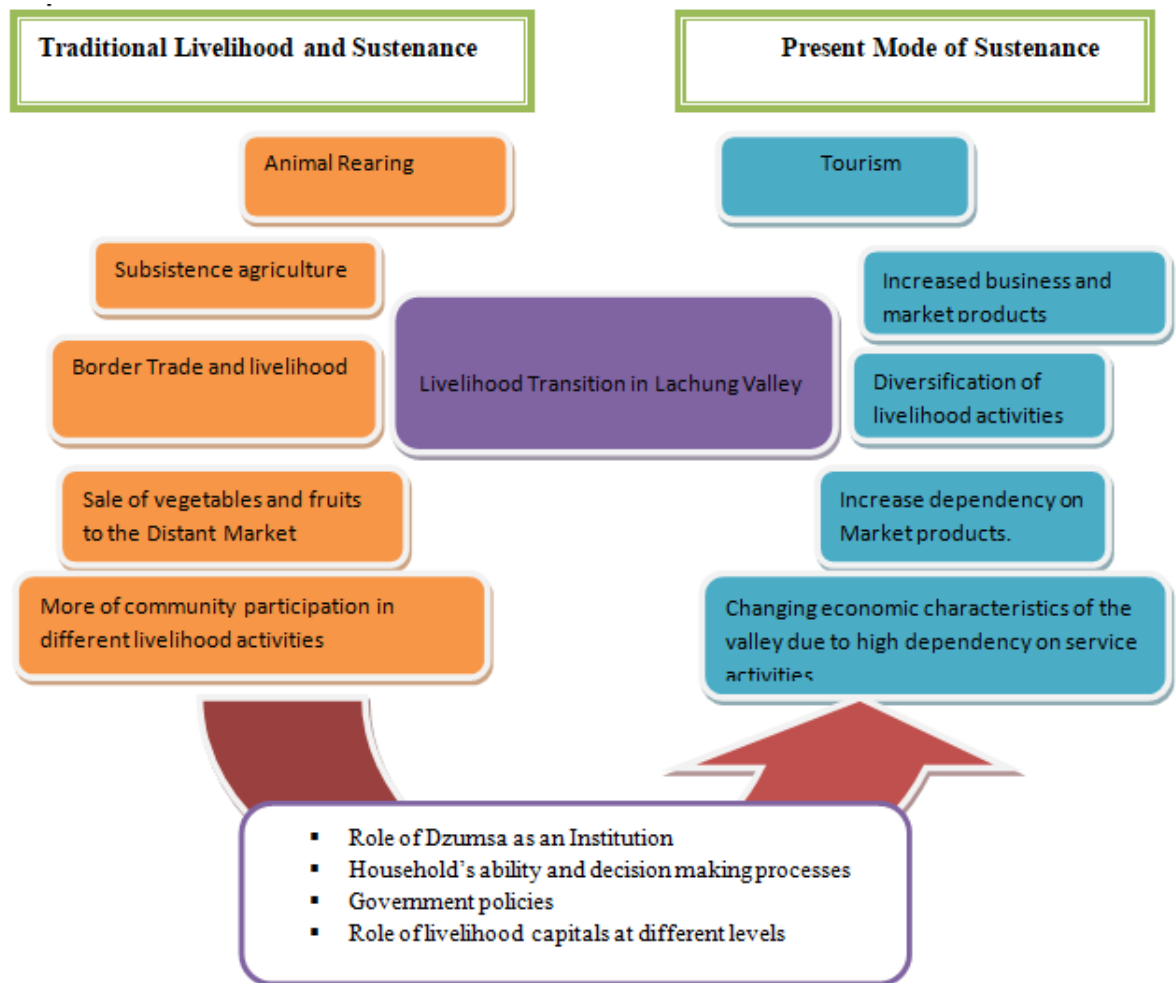 Traditional Livelihood and Sustenance
Present Mode of Sustenance
Animal Rearing
Tourism
Subsistence agriculture
Increased business and
market products
Border Trade and livelihood
Livelihood Transition in Lachung Valley
Diversification of
livelihood activities
Sale of vegetables and fruits
to the Distant Market
Increase dependency on
Market products.
More of community participation in
different livelihood activities
Changing economic characteristics of the
valley due to high dependency on service
activities
▪ Role of Dzumsa as an Institution
▪ Household’s ability and decision making processes
▪ Government policies
▪ Role of livelihood capitals at different levels